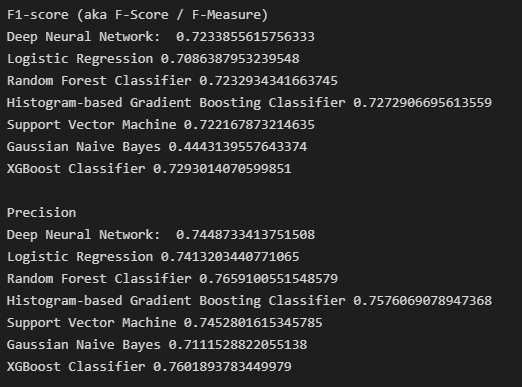 F1-score (aka F-Score / F-Measure)
Deep Neural Network:  0.7233855615756333
Logistic Regression 0.7086387953239548
Random Forest Classifier 0.7232934341663745
Histogram-based Gradient Boosting Classifier 0.7272906695613559
Support Vector Machine 0.722167873214635
Gaussian Naive Bayes 0.4443139557643374
XGBoost Classifier 0.7293014070599851

Precision
Deep Neural Network:  0.7448733413751508
Logistic Regression 0.7413203440771065
Random Forest Classifier 0.7659100551548579
Histogram-based Gradient Boosting Classifier 0.7576069078947368
Support Vector Machine 0.7452801615345785
Gaussian Naive Bayes 0.7111528822055138
XGBoost Classifier 0.7601893783449979